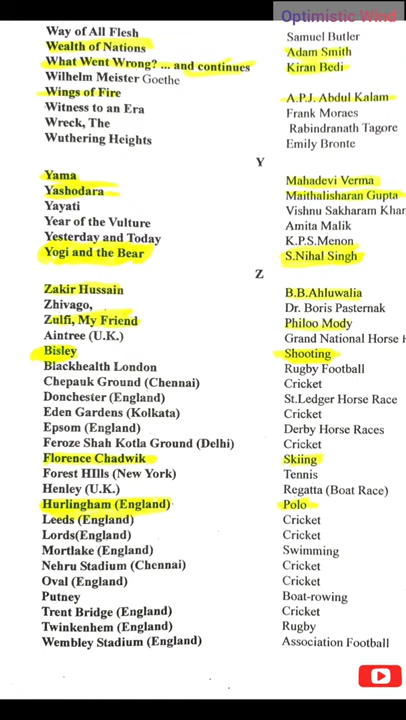 Optimistic Wind
Way of All Flesh Samuel Butler
Wealth of Nations Adam Smith
What Went Wrong? ... and continues Kiran Bedi
Wilhelm Meister Goethe
Wings of Fire A.P.J. Abdul Kalam
Witness to an Era Frank Moraes
Wreck, The Rabindranath Tagore
Wuthering Heights Emily Bronte
Y
Yama Mahadevi Verma
Yashodara Maithalisharan Gupta
Yayati Vishnu Sakharam Khan
Year of the Vulture Amita Malik
Yesterday and Today K.P.S.Menon
Yogi and the Bear S.Nihal Singh
Z
Zakir Hussain B.B.Ahluwalia
Zhivago, Dr. Boris Pasternak
Zulfi, My Friend Philoo Mody
Aintree (U.K.) Grand National Horse
Bisley Shooting
Blackhealth London Rugby Football
Chepauk Ground (Chennai) Cricket
Donchester (England) St.Ledger Horse Race
Eden Gardens (Kolkata) Cricket
Epsom (England) Derby Horse Races
Feroze Shah Kotla Ground (Delhi) Cricket
Florence Chadwik Skiing
Forest HIlls (New York) Tennis
Henley (U.K.) Regatta (Boat Race)
Hurlingham (England) Polo
Leeds (England) Cricket
Lords(England) Cricket
Mortlake (England) Swimming
Nehru Stadium (Chennai) Cricket
Oval (England) Cricket
Putney Boat-rowing
Trent Bridge (England) Cricket
Twinkenhem (England) Rugby
Wembley Stadium (England) Association Football